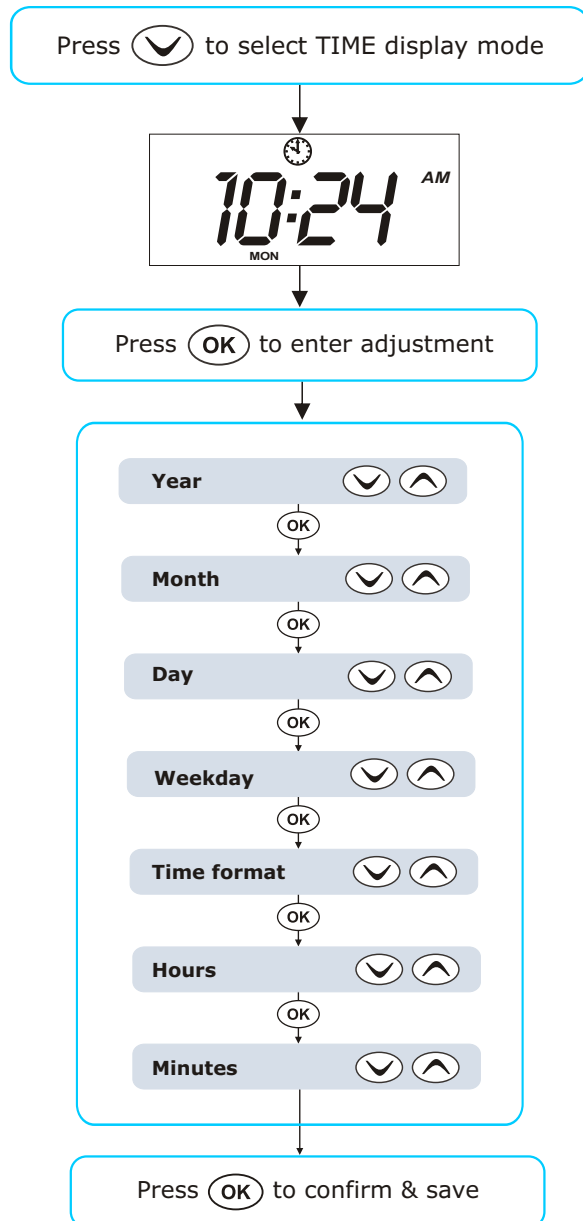 Press to select TIME display mode
AM
10:24
MON
Press OK to enter adjustment
Year
OK
Month
OK
Day
OK
Weekday
OK
Time format
OK
Hours
OK
Minutes
Press OK to confirm & save